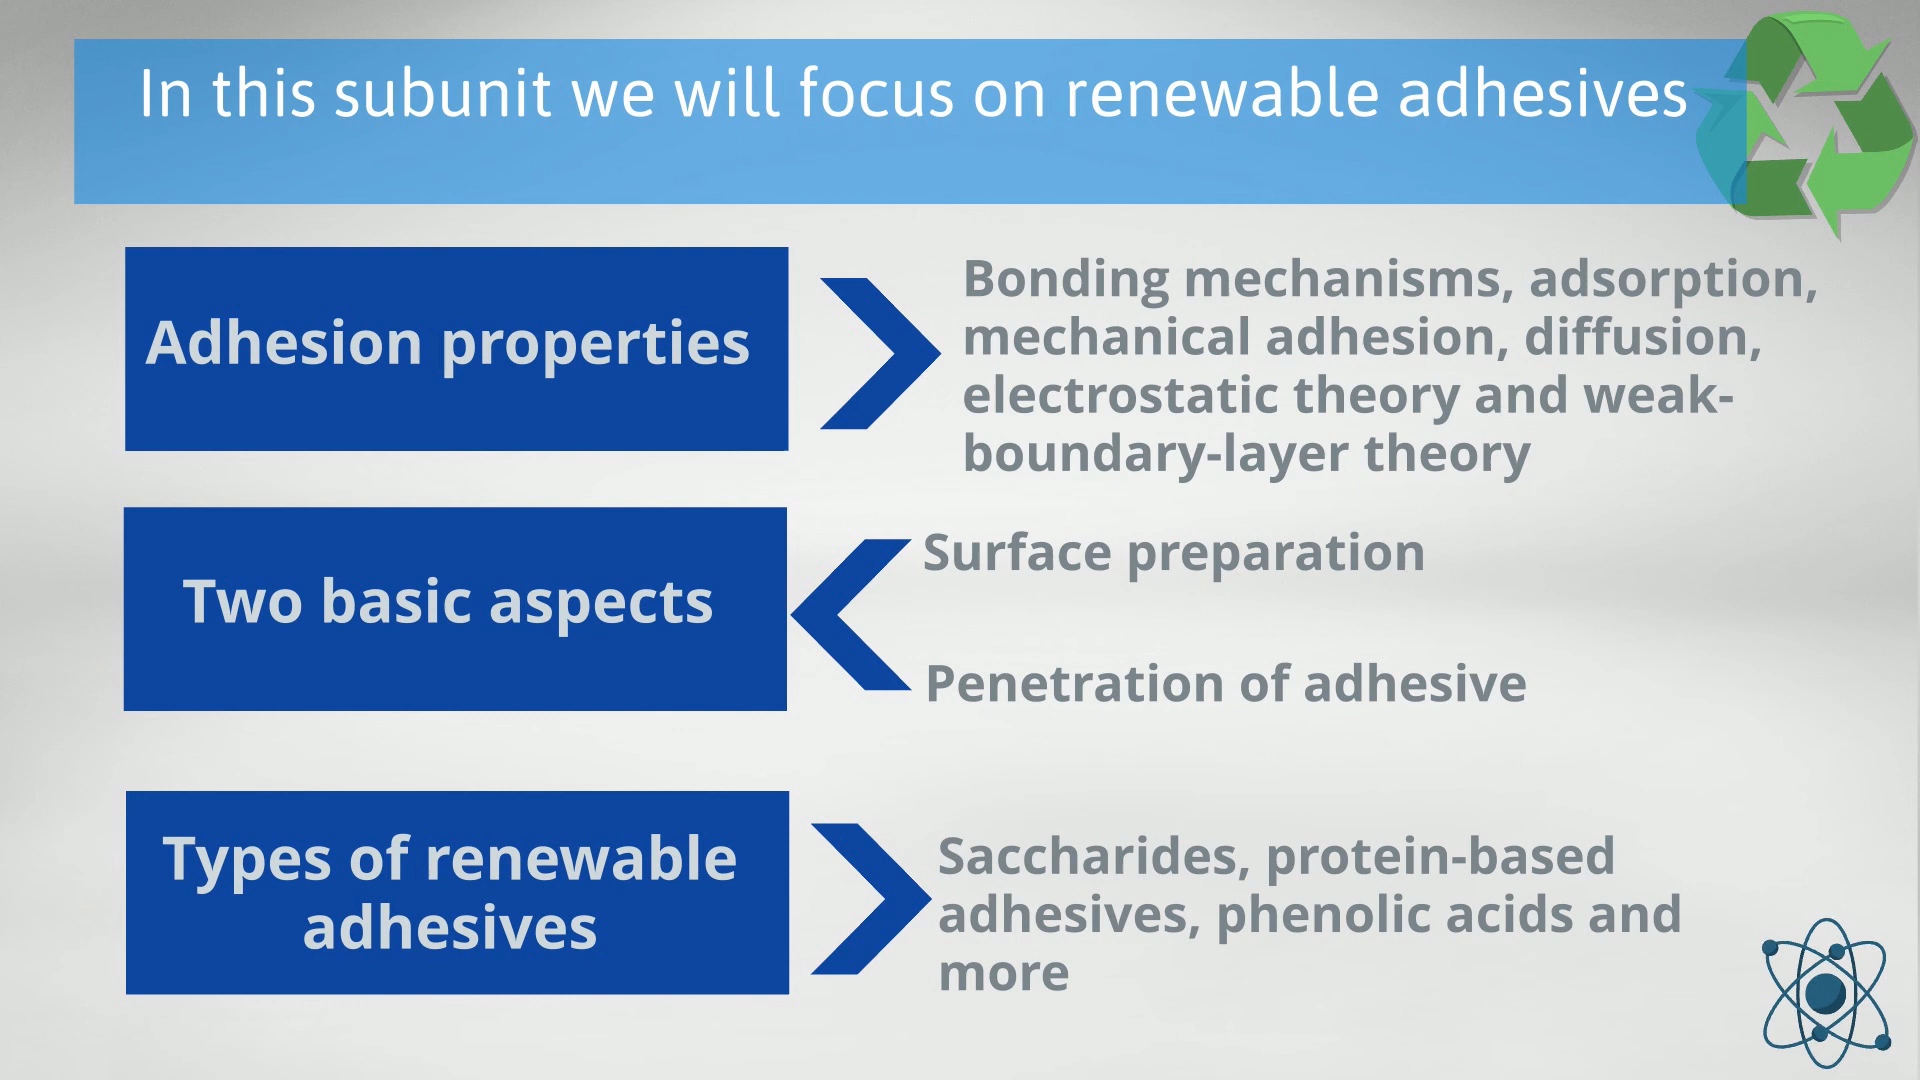 In this subunit we will focus on renewable adhesives
Adhesion properties
Bonding mechanisms, adsorption,
mechanical adhesion, diffusion,
electrostatic theory and weak-
boundary-layer theory
Two basic aspects
Surface preparation
Penetration of adhesive
Types of renewable
adhesives
Saccharides, protein-based
adhesives, phenolic acids and
more